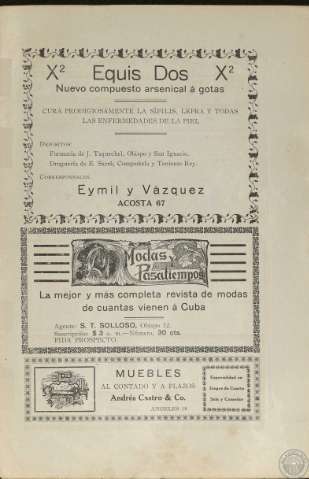 X² Equis Dos X²
Nuevo compuesto arsenical á gotas
CURA PRODIGIOSAMENTE LA SÍFILIS, LEPRA Y TODAS
LAS ENFERMEDADES DE LA PIEL
DEPOSITOS
Farmacia de J. Taquechel, Obispo y San Ignacio.
Droguería de E. Sarrá, Compostela y Teniente Rey.
CORRESPONSALES
Eymil y Vázquez
ACOSTA 67
Modas y
Pasatiempos
La mejor y más completa revista de modas
de cuantas vienen á Cuba
Agente: S. T. SOLLOSO, Obispo 52.
Suscripción: $ 3 Número, 30 cts.
PIDA PROSPECTO
MUEBLES
AL CONTADO Y A PLAZOS
Andrés Castro & Co.
ANGELES
Especialidad en
Juegos de Cuarto
Sala y Comedor